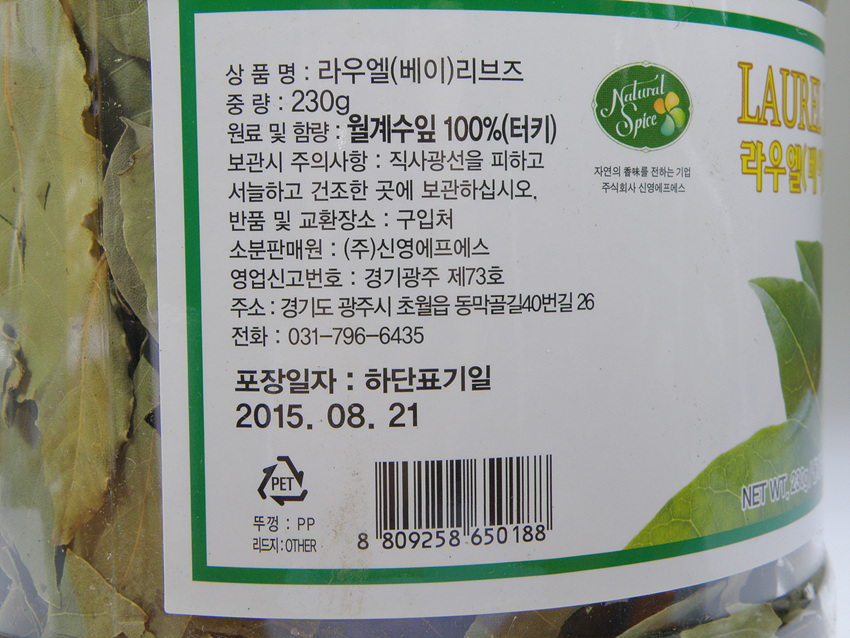 상 품 명 : 라우엘(베이)리브즈
중 량 : 230g
원료 및 함량 : 월계수잎 100%(터키)
보관시 주의사항 : 직사광선을 피하고
서늘하고 건조한 곳에 보관하십시오.
반품 및 교환장소 : 구입처
소분판매원 : (주)신영에프에스
영업신고번호 : 경기광주 제73호
주소 : 경기도 광주시 초월읍 동막골길40번길 26
전화 : 031-796-6435
포장일자 : 하단표기일
2015. 08. 21
PET
뚜껑 : PP
리드지 : OTHER
8 809258 650188
Natural
Spice
자연의 香味를 전하는 기업
주식회사 신영에프에스
LAUREL
라우엘(베
NET WT. 230g